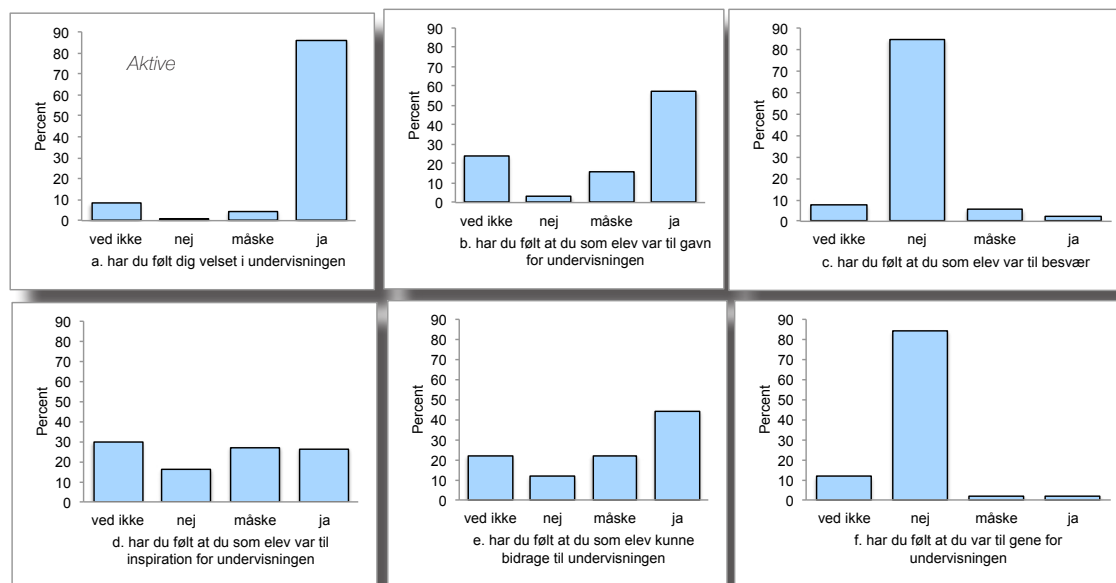 90
80
70
60
50
40
30
20
10
0
Percent
Aktive
ved ikke nej måske ja
a. har du følt dig velset i undervisningen
90
80
70
60
50
40
30
20
10
0
Percent
ved ikke nej måske ja
b. har du følt at du som elev var til gavn
for undervisningen
90
80
70
60
50
40
30
20
10
0
Percent
ved ikke nej måske ja
c. har du følt at du som elev var til besvær
90
80
70
60
50
40
30
20
10
0
Percent
ved ikke nej måske ja
d. har du følt at du som elev var til
inspiration for undervisningen
90
80
70
60
50
40
30
20
10
0
Percent
ved ikke nej måske ja
e. har du følt at du som elev kunne
bidrage til undervisningen
90
80
70
60
50
40
30
20
10
0
Percent
ved ikke nej måske ja
f. har du følt at du var til gene for
undervisningen